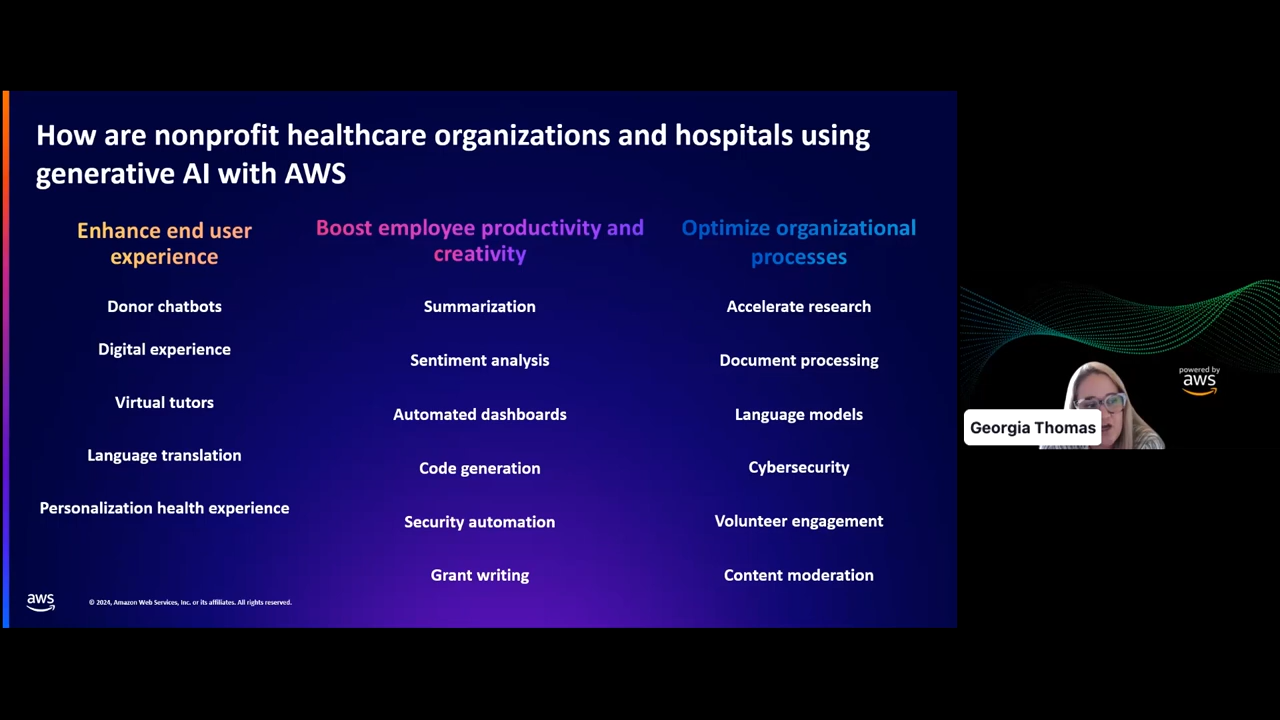 How are nonprofit healthcare organizations and hospitals using
generative AI with AWS
Enhance end user
experience
Donor chatbots
Digital experience
Virtual tutors
Language translation
Personalization health experience
Boost employee productivity and
creativity
Summarization
Sentiment analysis
Automated dashboards
Code generation
Security automation
Grant writing
Optimize organizational
processes
Accelerate research
Document processing
Language models
Cybersecurity
Volunteer engagement
Content moderation
aws
© 2024, Amazon Web Services, Inc. or its affiliates. All rights reserved.
powered by
aws
Georgia Thomas